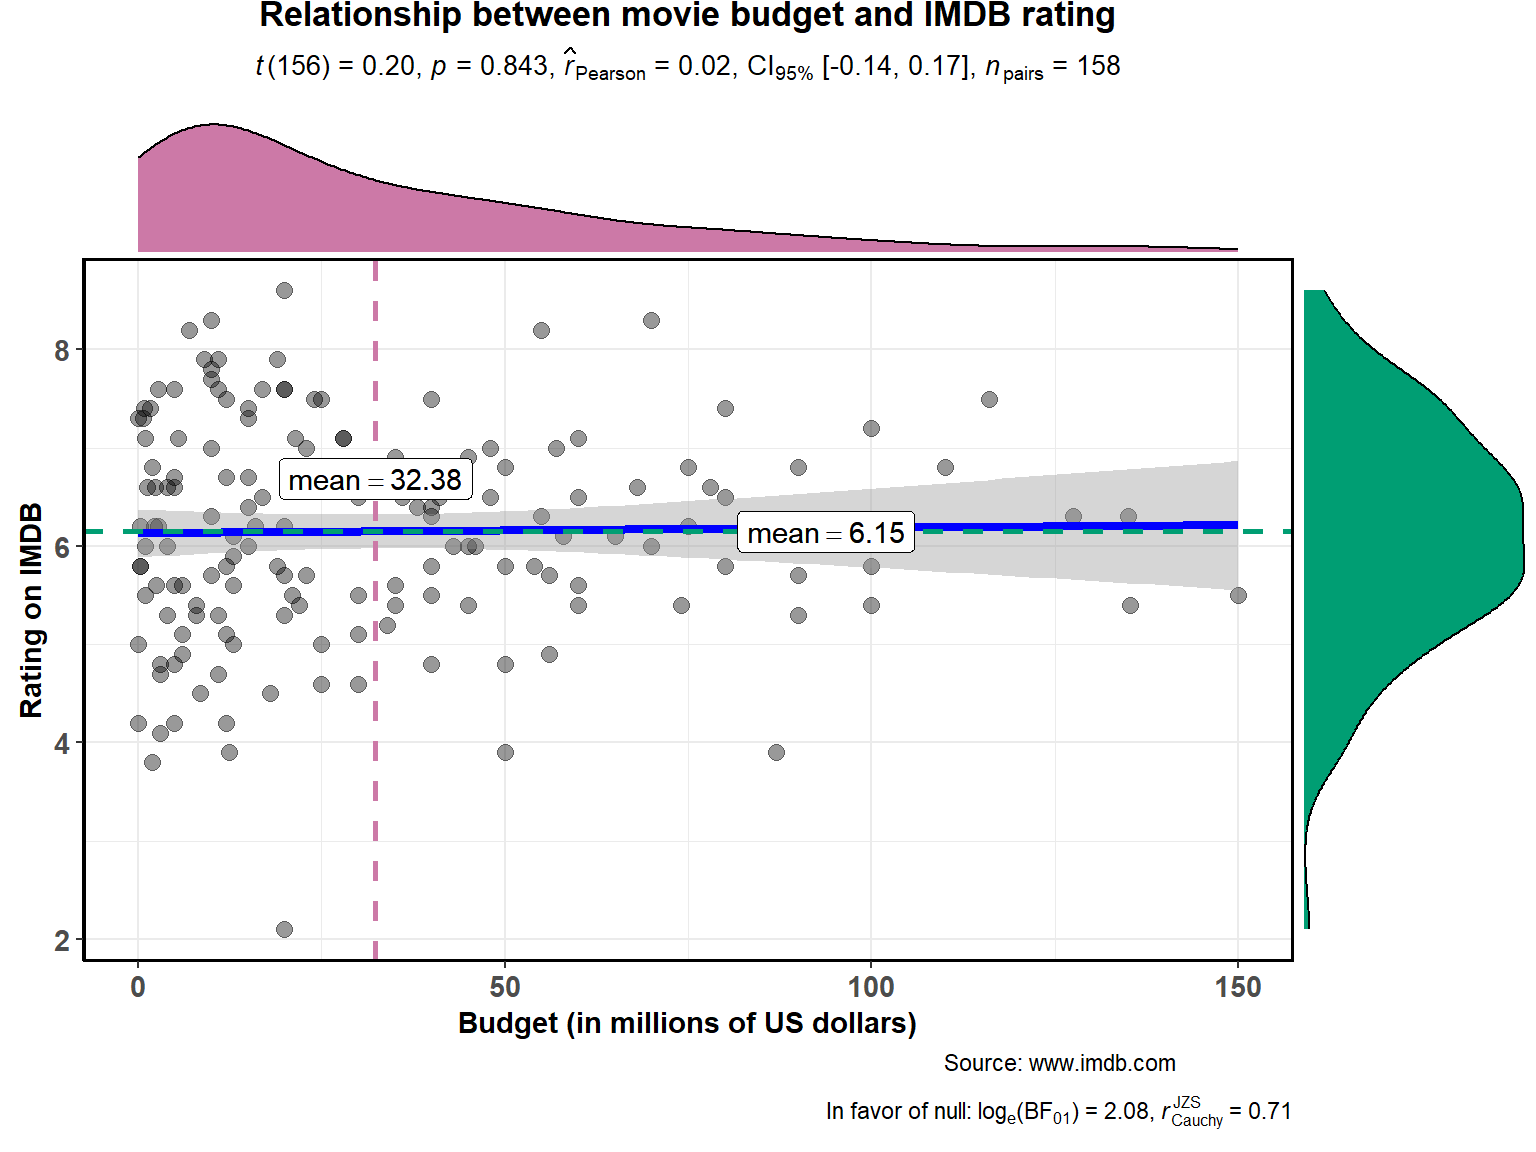 Relationship between movie budget and IMDB rating
t(156) = 0.20, p = 0.843, r̂Pearson = 0.02, CI95% [-0.14, 0.17], npairs = 158
8
6
4
2
Rating on IMDB
mean = 32.38
mean = 6.15
0 50 100 150
Budget (in millions of US dollars)
Source: www.imdb.com
In favor of null: loge(BF01) = 2.08, rJZSCauchy = 0.71